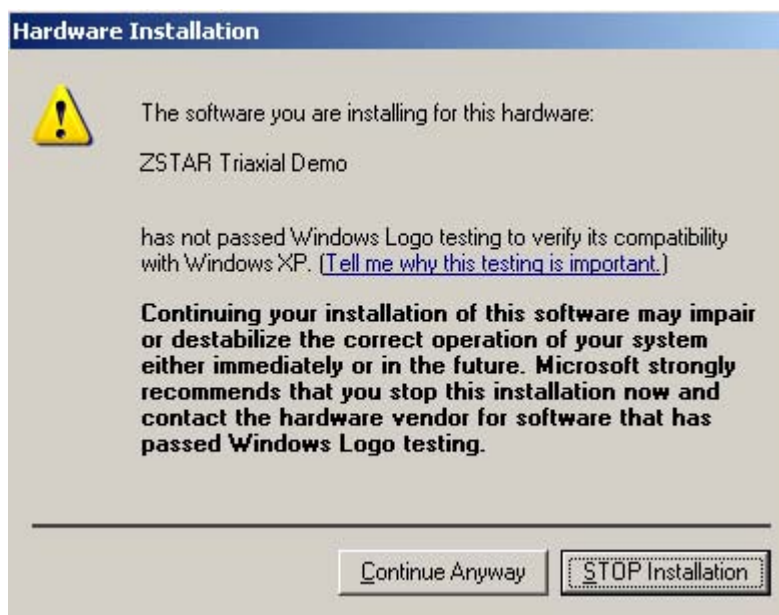 Hardware Installation
The software you are installing for this hardware:
ZSTAR Triaxial Demo
has not passed Windows Logo testing to verify its compatibility
with Windows XP. (Tell me why this testing is important.)
Continuing your installation of this software may impair
or destabilize the correct operation of your system
either immediately or in the future. Microsoft strongly
recommends that you stop this installation now and
contact the hardware vendor for software that has
passed Windows Logo testing.
Continue Anyway
STOP Installation